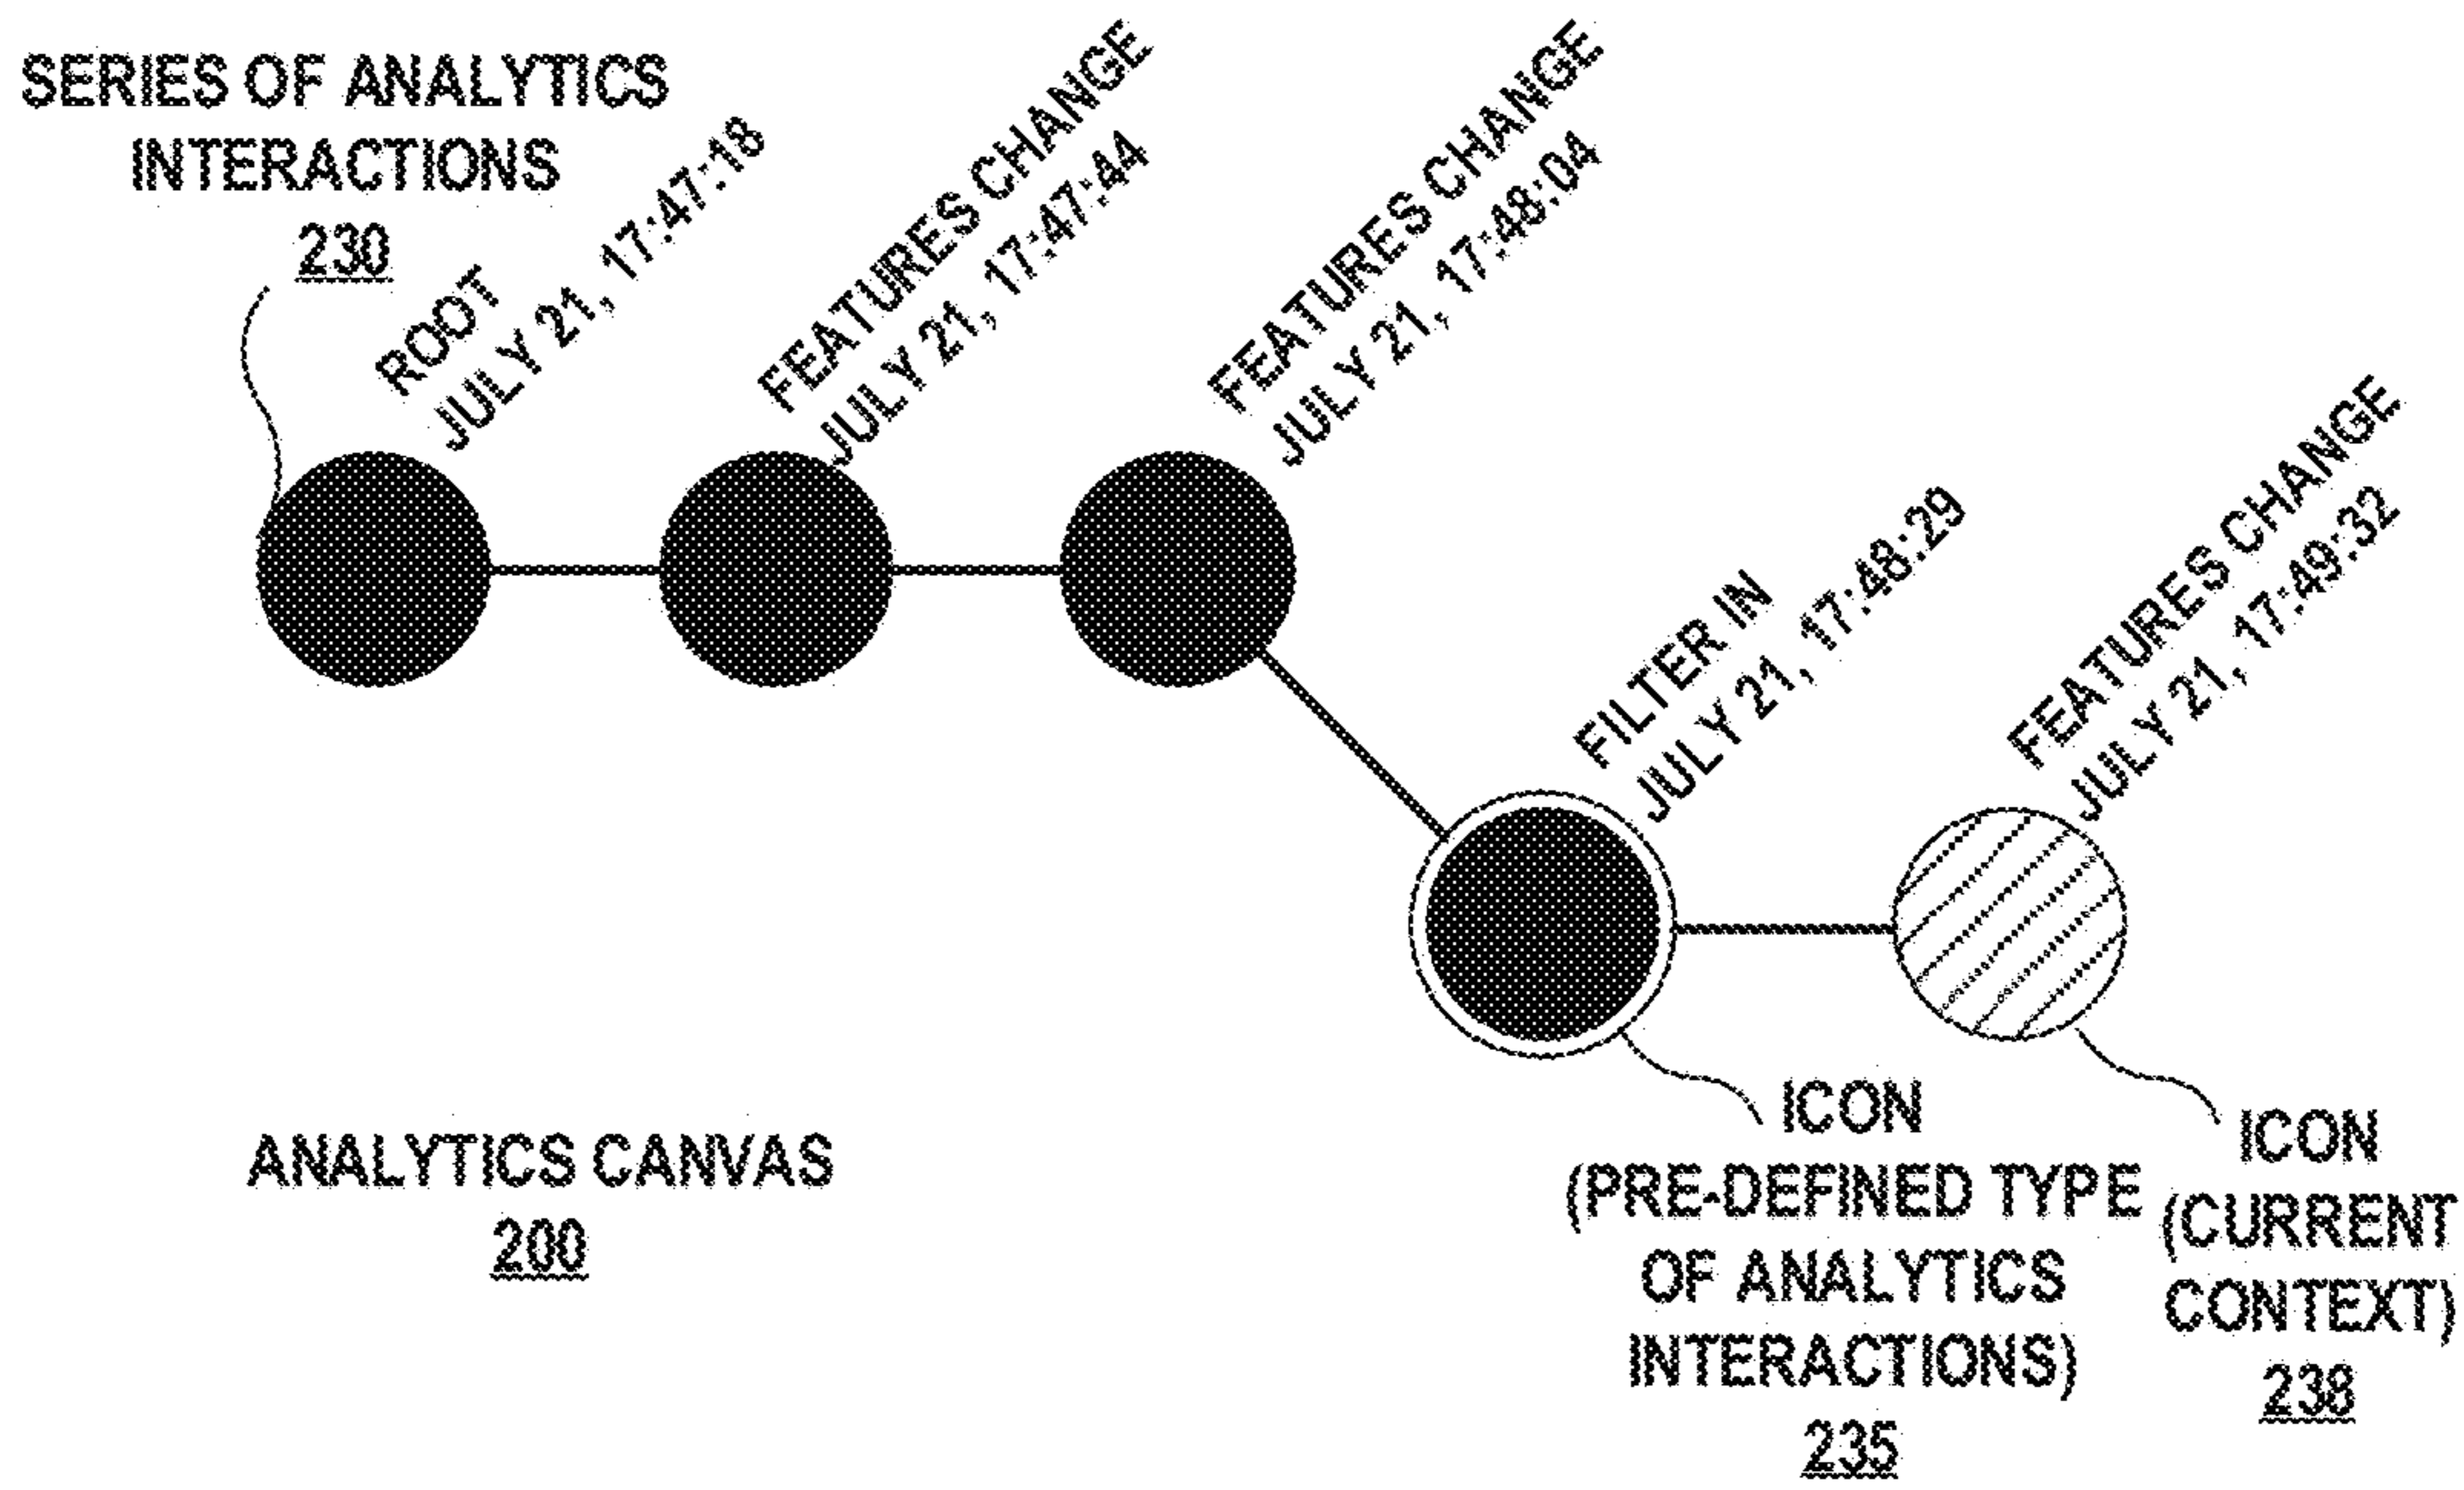 SERIES OF ANALYTICS
INTERACTIONS
230
ROOT
JULY 21, 17:47:18
FEATURES CHANGE
JULY 21, 17:47:44
FEATURES CHANGE
JULY 21, 17:48:04
FILTER IN
JULY 21, 17:48:29
FEATURES CHANGE
JULY 21, 17:49:32
ANALYTICS CANVAS
200
ICON
(PRE-DEFINED TYPE
OF ANALYTICS
INTERACTIONS)
235
ICON
(CURRENT
CONTEXT)
238